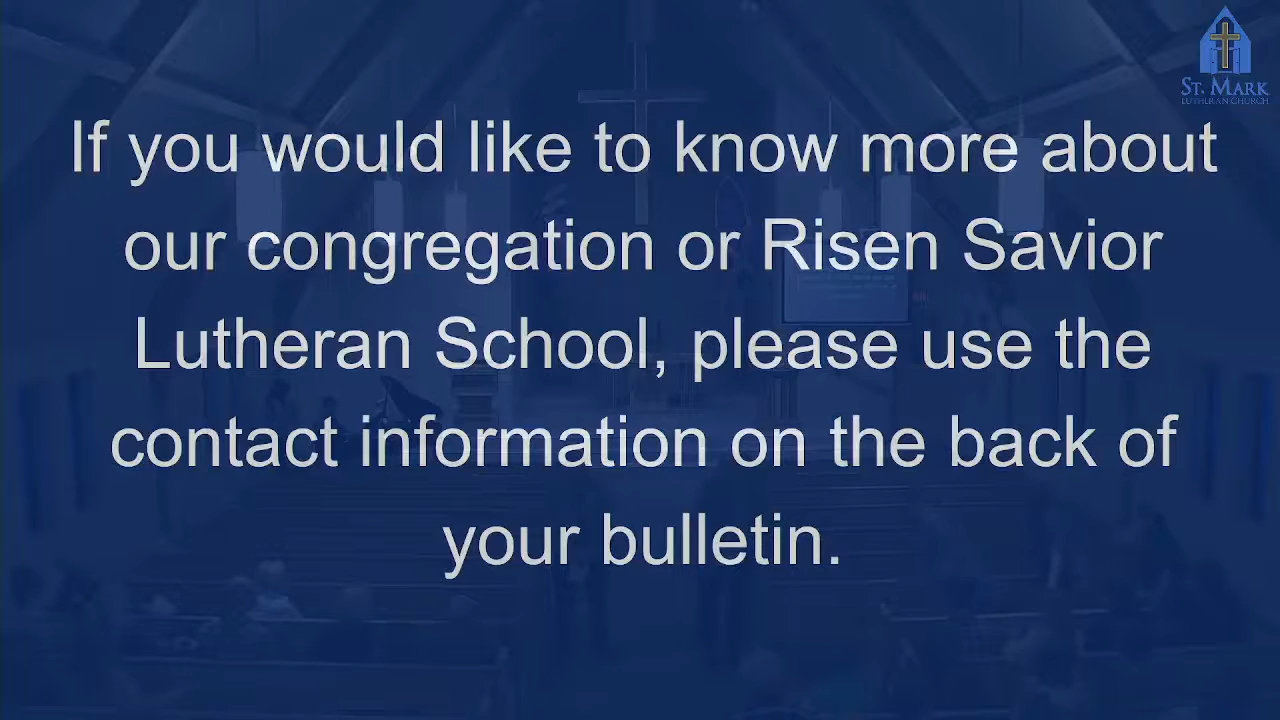 St. Mark
Lutheran Church
If you would like to know more about
our congregation or Risen Savior
Lutheran School, please use the
contact information on the back of
your bulletin.